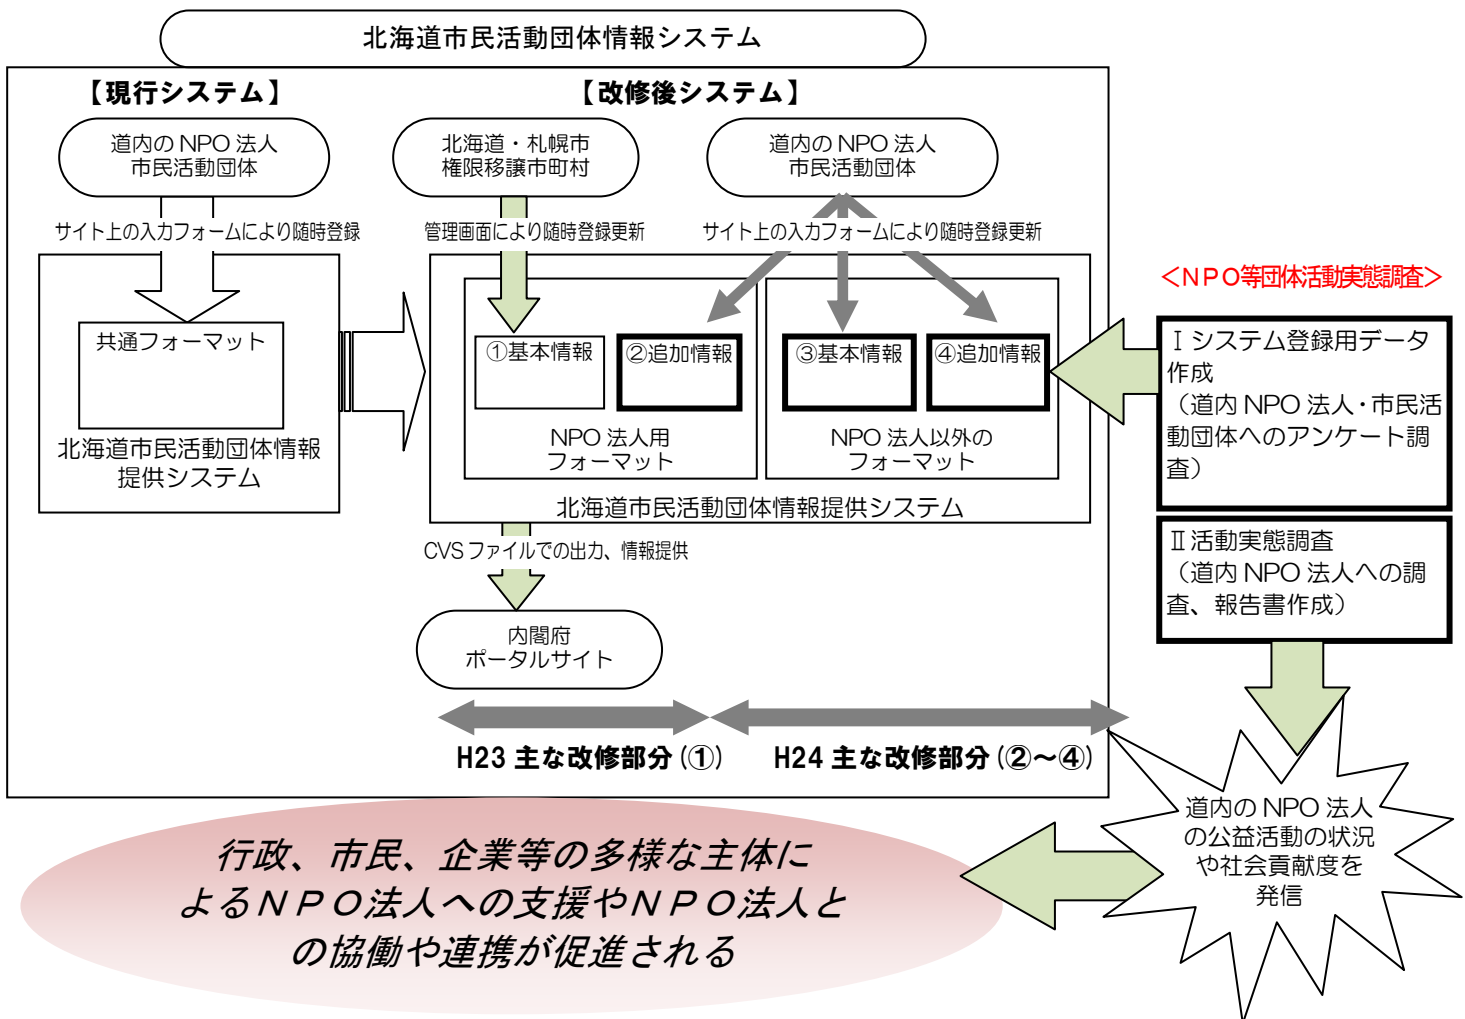 北海道市民活動団体情報システム
【現行システム】
【改修後システム】
道内の NPO 法人
市民活動団体
北海道・札幌市
権限移譲市町村
道内の NPO 法人
市民活動団体
サイト上の入力フォームにより随時登録
管理画面により随時登録更新
サイト上の入力フォームにより随時登録更新
共通フォーマット
北海道市民活動団体情報
提供システム
①基本情報
②追加情報
③基本情報
④追加情報
NPO 法人用
フォーマット
NPO 法人以外の
フォーマット
北海道市民活動団体情報提供システム
CVS ファイルでの出力、情報提供
内閣府
ポータルサイト
H23 主な改修部分(①)
H24 主な改修部分(②～④)
＜ＮＰＯ等団体活動実態調査＞
Ⅰシステム登録用データ
作成
（道内 NPO 法人・市民活
動団体へのアンケート調
査）
Ⅱ活動実態調査
（道内 NPO 法人への調
査、報告書作成）
道内の NPO 法人
の公益活動の状況
や社会貢献度を
発信
行政、市民、企業等の多様な主体に
よるＮＰＯ法人への支援やＮＰＯ法人と
の協働や連携が促進される